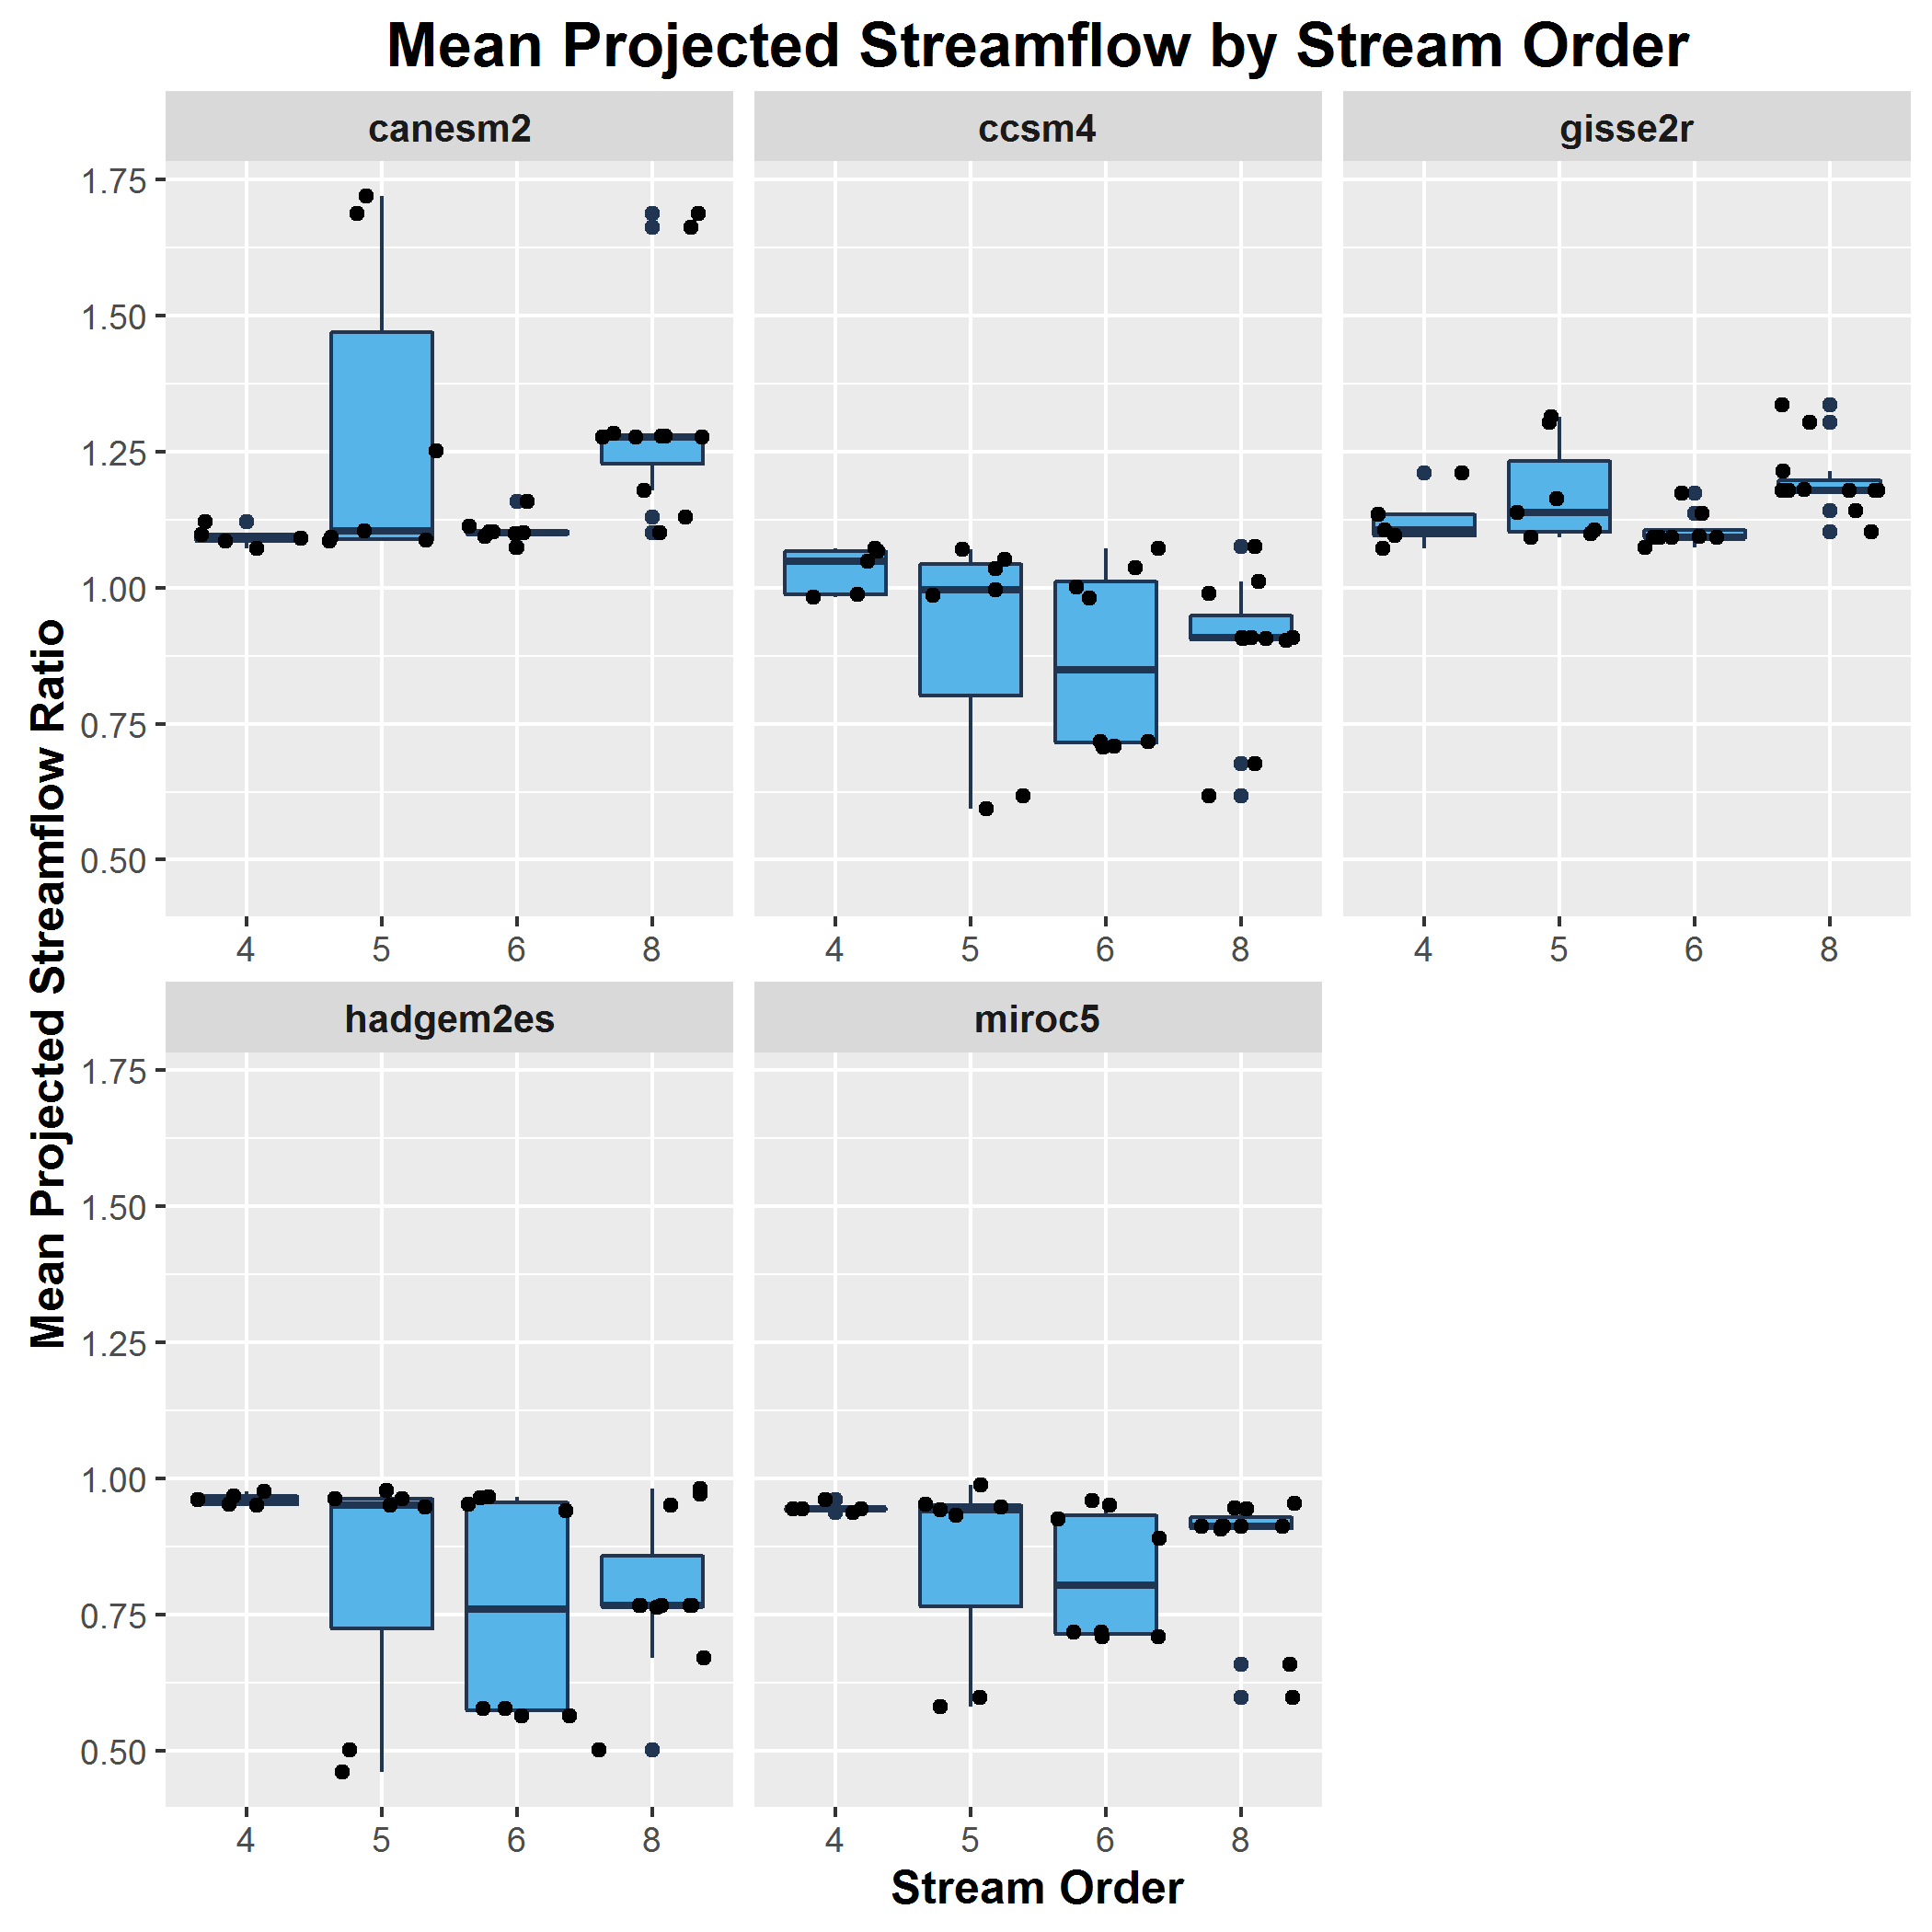 Mean Projected Streamflow by Stream Order
canesm2
ccsm4
gisse2r
1.75
1.50
1.25
1.00
0.75
0.50
4 5 6 8
4 5 6 8
4 5 6 8
Mean Projected Streamflow Ratio
hadgem2es
miroc5
1.75
1.50
1.25
1.00
0.75
0.50
4 5 6 8
4 5 6 8
Stream Order